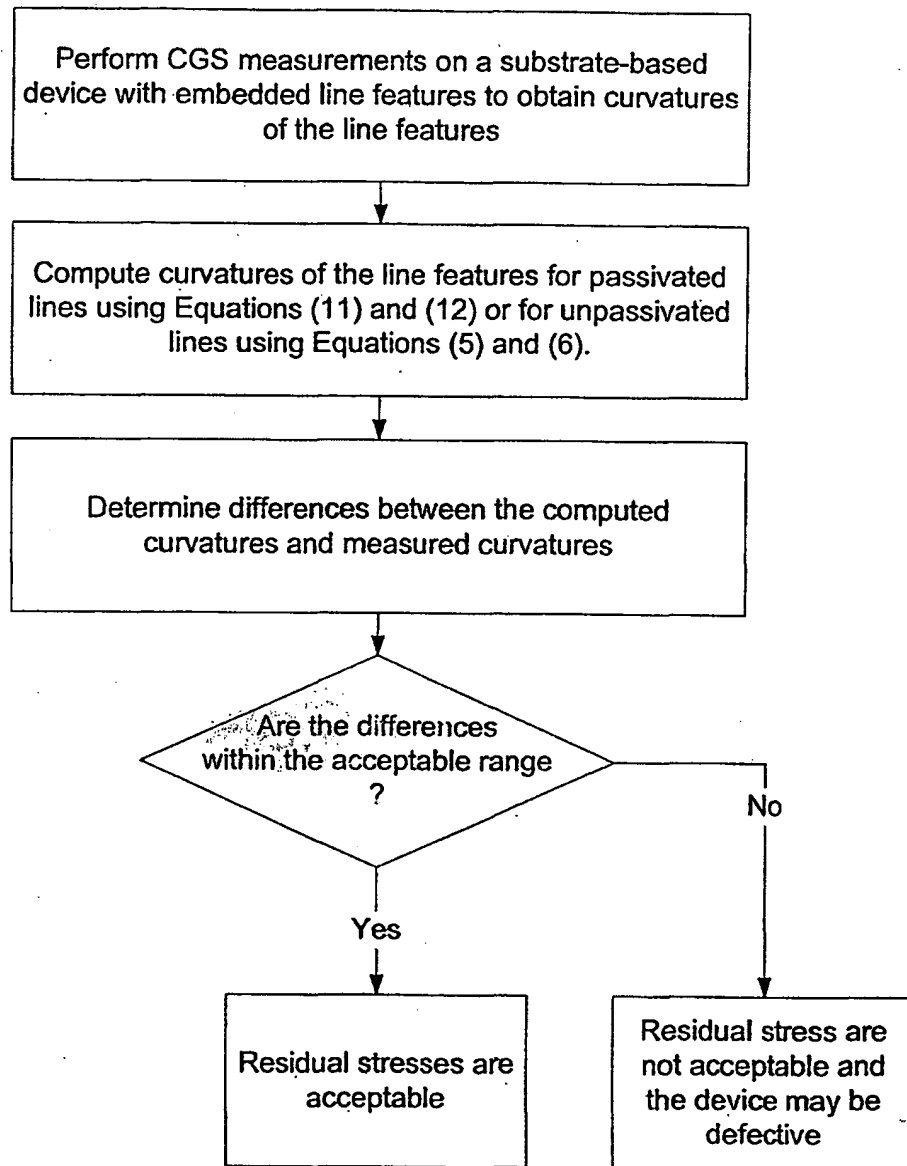 Perform CGS measurements on a substrate-based
device with embedded line features to obtain curvatures
of the line features
Compute curvatures of the line features for passivated
lines using Equations (11) and (12) or for unpassivated
lines using Equations (5) and (6).
Determine differences between the computed
curvatures and measured curvatures
Are the differences
within the acceptable range
?
No
Yes
Residual stresses are
acceptable
Residual stress are
not acceptable and
the device may be
defective